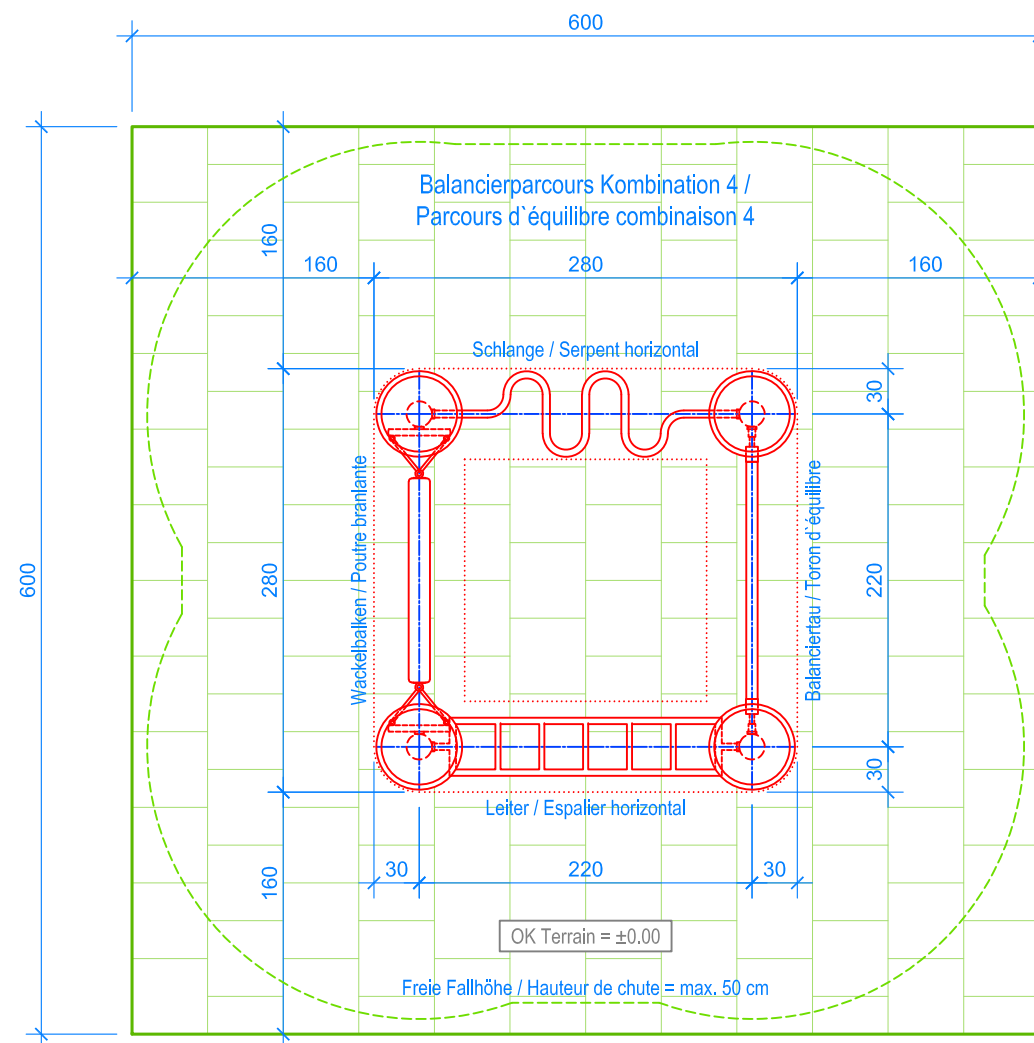 600
Balancierparcours Kombination 4 /
Parcours d`équilibre combinaison 4
160
160
280
160
Schlange / Serpent horizontal
30
Wackelbalken / Poutre branlante
Balanciertau / Toron d`équilibre
600
280
220
30
Leiter / Espalier horizontal
160
30
220
30
OK Terrain = ±0.00
Freie Fallhöhe / Hauteur de chute = max. 50 cm